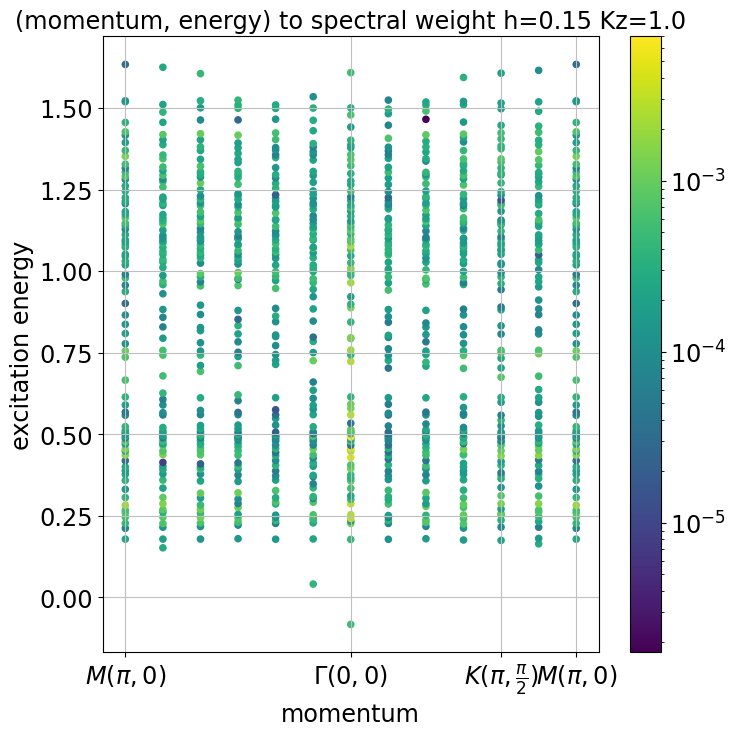 (momentum, energy) to spectral weight h=0.15 Kz=1.0
excitation energy
1.50
1.25
1.00
0.75
0.50
0.25
0.00
M(π, 0)
Γ(0, 0)
K(π, π/2)
M(π, 0)
momentum
10⁻³
10⁻⁴
10⁻⁵